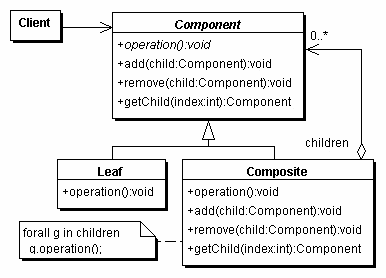 Client
Component
+operation():void
+add(child:Component):void
+remove(child:Component):void
+getChild(index:int):Component
0..*
children
Leaf
+operation():void
Composite
+operation():void
+add(child:Component):void
+remove(child:Component):void
+getChild(index:int):Component
forall g in children
g.operation();